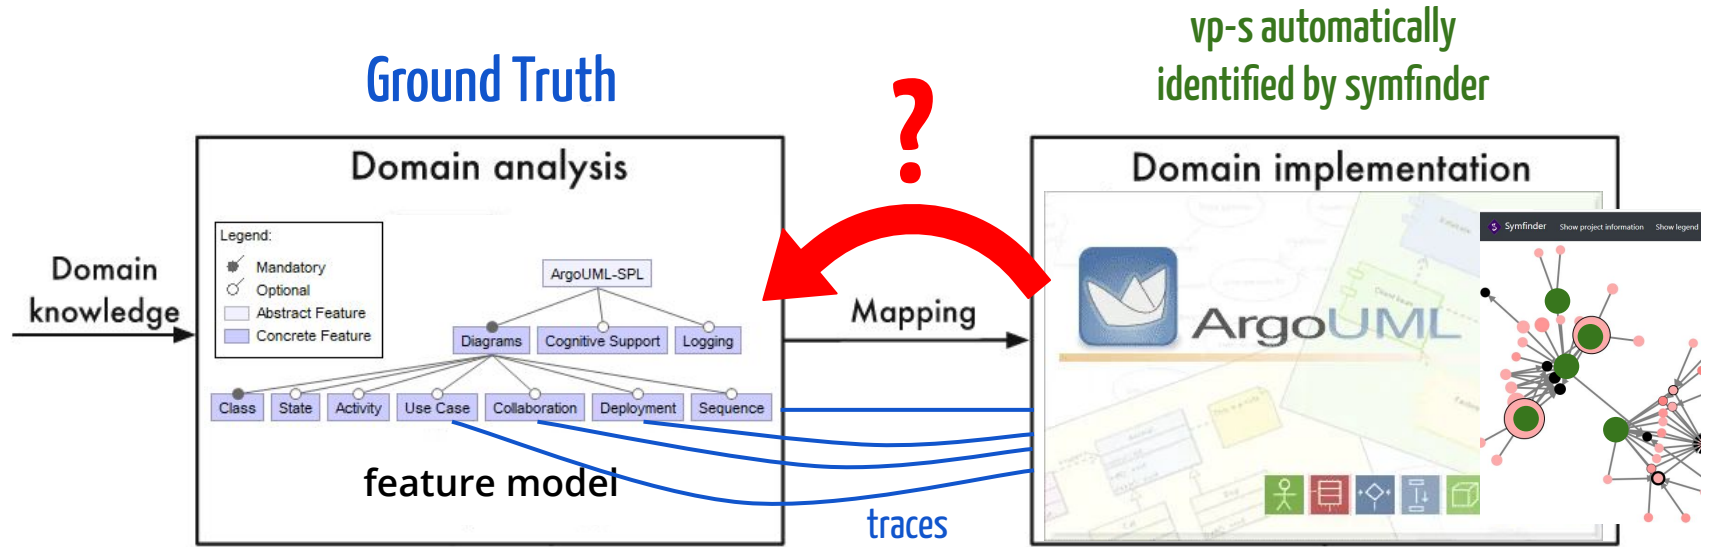 vp-s automatically
identified by symfinder
Ground Truth
?
Domain analysis
Domain implementation
Legend:
Mandatory
Optional
Abstract Feature
Concrete Feature
ArgoUML-SPL
Diagrams
Cognitive Support
Logging
Class
State
Activity
Use Case
Collaboration
Deployment
Sequence
feature model
Domain
knowledge
Mapping
traces
ArgoUML
S
Symfinder
Show project information
Show legend